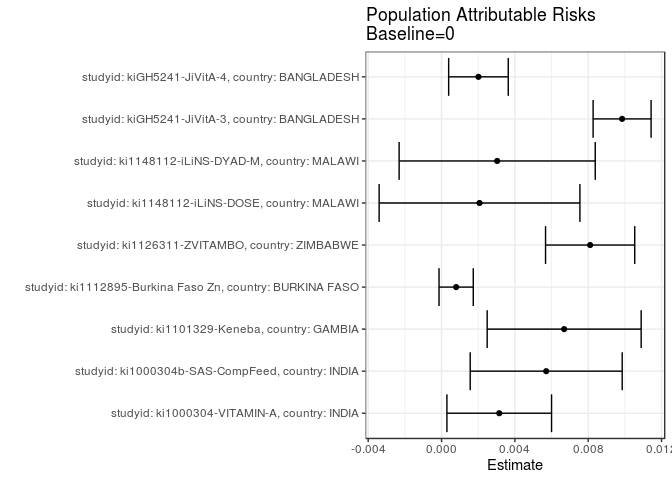 Population Attributable Risks
Baseline=0
studyid: kiGH5241-JiVitA-4, country: BANGLADESH
studyid: kiGH5241-JiVitA-3, country: BANGLADESH
studyid: ki1148112-iLiNS-DYAD-M, country: MALAWI
studyid: ki1148112-iLiNS-DOSE, country: MALAWI
studyid: ki1126311-ZVITAMBO, country: ZIMBABWE
studyid: ki1112895-Burkina Faso Zn, country: BURKINA FASO
studyid: ki1101329-Keneba, country: GAMBIA
studyid: ki1000304b-SAS-CompFeed, country: INDIA
studyid: ki1000304-VITAMIN-A, country: INDIA
-0.004 0.000 0.004 0.008 0.012
Estimate